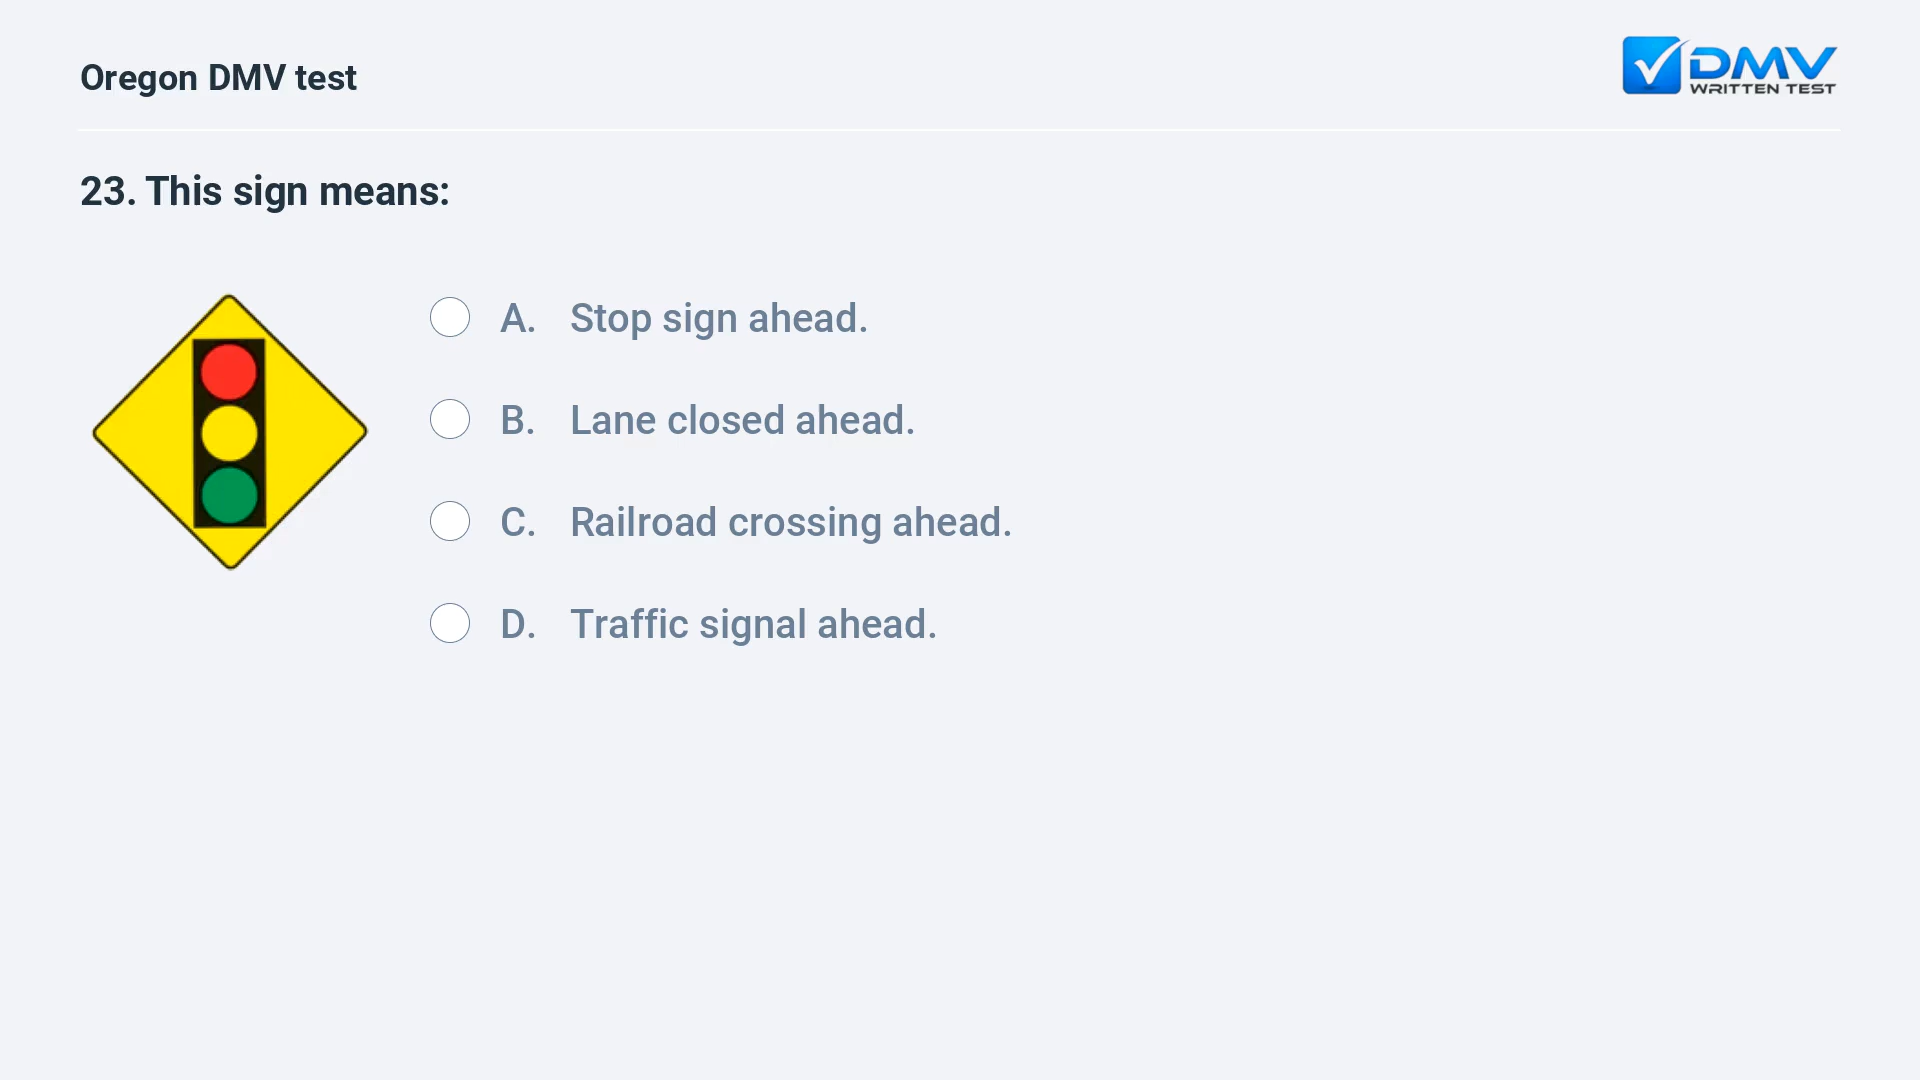 Oregon DMV test
DMV
WRITTEN TEST
23. This sign means:
A. Stop sign ahead.
B. Lane closed ahead.
C. Railroad crossing ahead.
D. Traffic signal ahead.